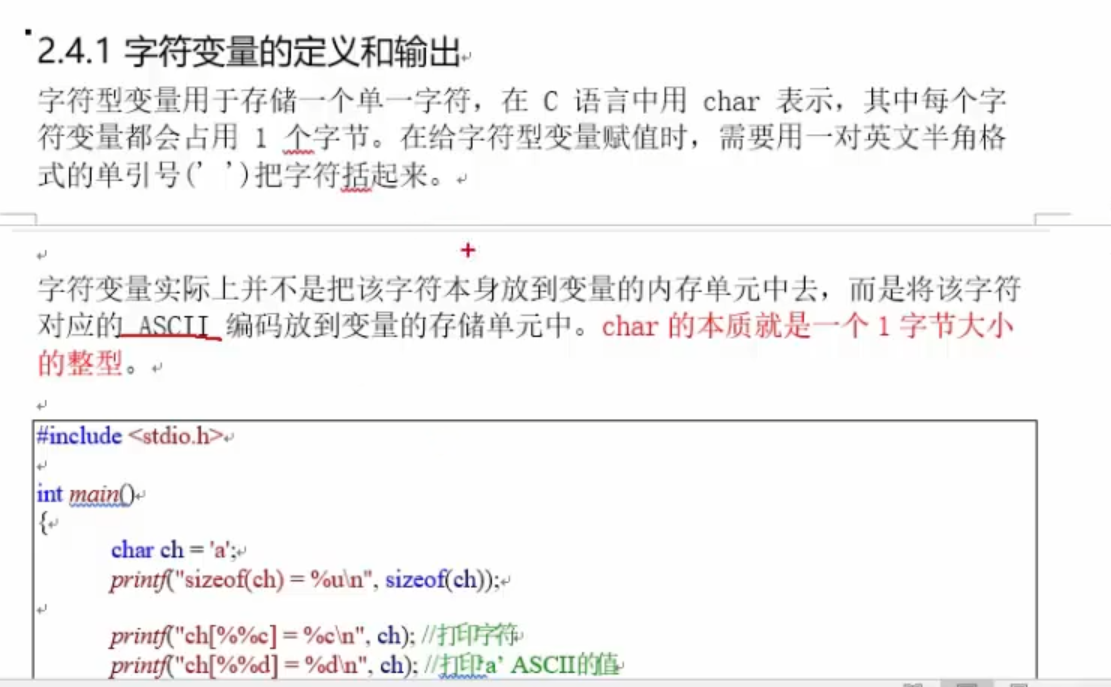 2.4.1 字符变量的定义和输出
字符型变量用于存储一个单一字符，在 C 语言中用 char 表示，其中每个字
符变量都会占用 1 个字节。在给字符型变量赋值时，需要用一对英文半角格
式的单引号(' ')把字符括起来。
字符变量实际上并不是把该字符本身放到变量的内存单元中去，而是将该字符
对应的 ASCII 编码放到变量的存储单元中。char 的本质就是一个 1 字节大小
的整型。
#include <stdio.h>
int main()
{
char ch = 'a';
printf("sizeof(ch) = %u\n", sizeof(ch));
printf("ch[%%c] = %c\n", ch); //打印字符
printf("ch[%%d] = %d\n", ch); //打印‘a’ ASCII的值